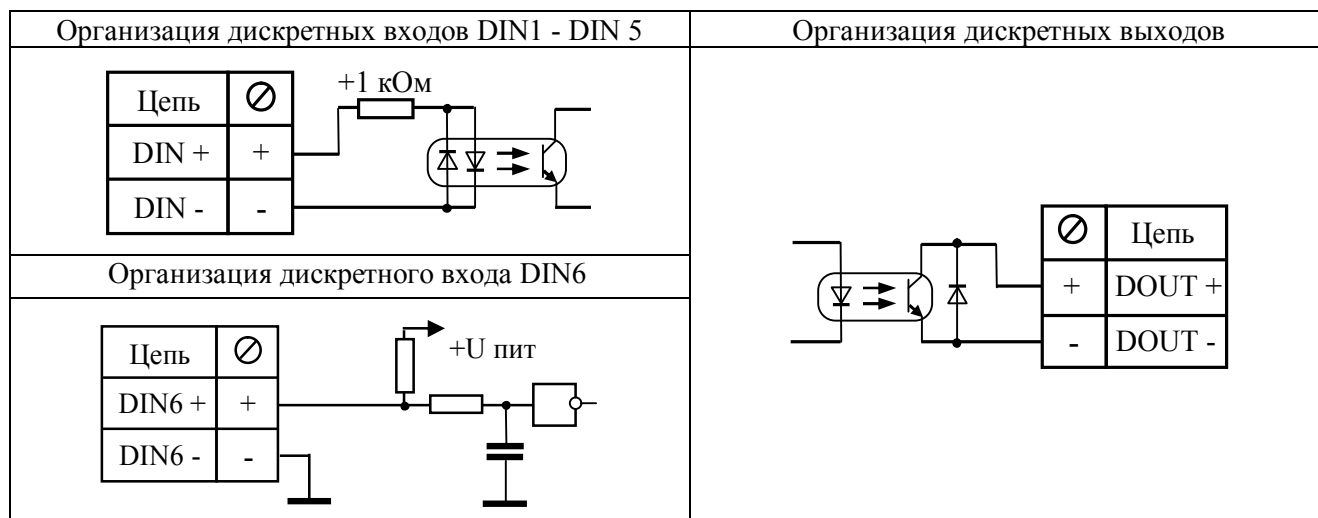 Организация дискретных входов DIN1 - DIN 5
Организация дискретных выходов
+1 кОм
Цепь
DIN + +
DIN - -
Организация дискретного входа DIN6
+U пит
Цепь
DIN6 + +
DIN6 - -
Цепь
+ DOUT +
- DOUT -